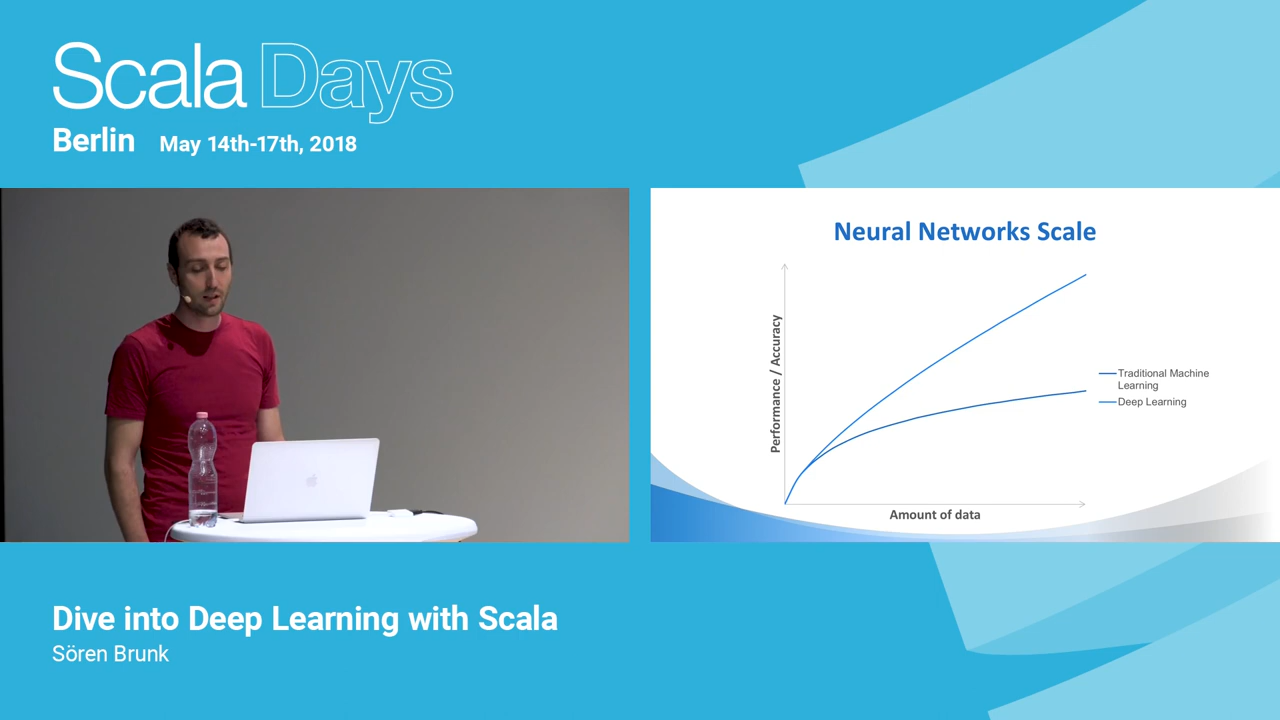 Scala Days
Berlin May 14th-17th, 2018
Neural Networks Scale
Performance / Accuracy
Traditional Machine
Learning
Deep Learning
Amount of data
Dive into Deep Learning with Scala
Sören Brunk